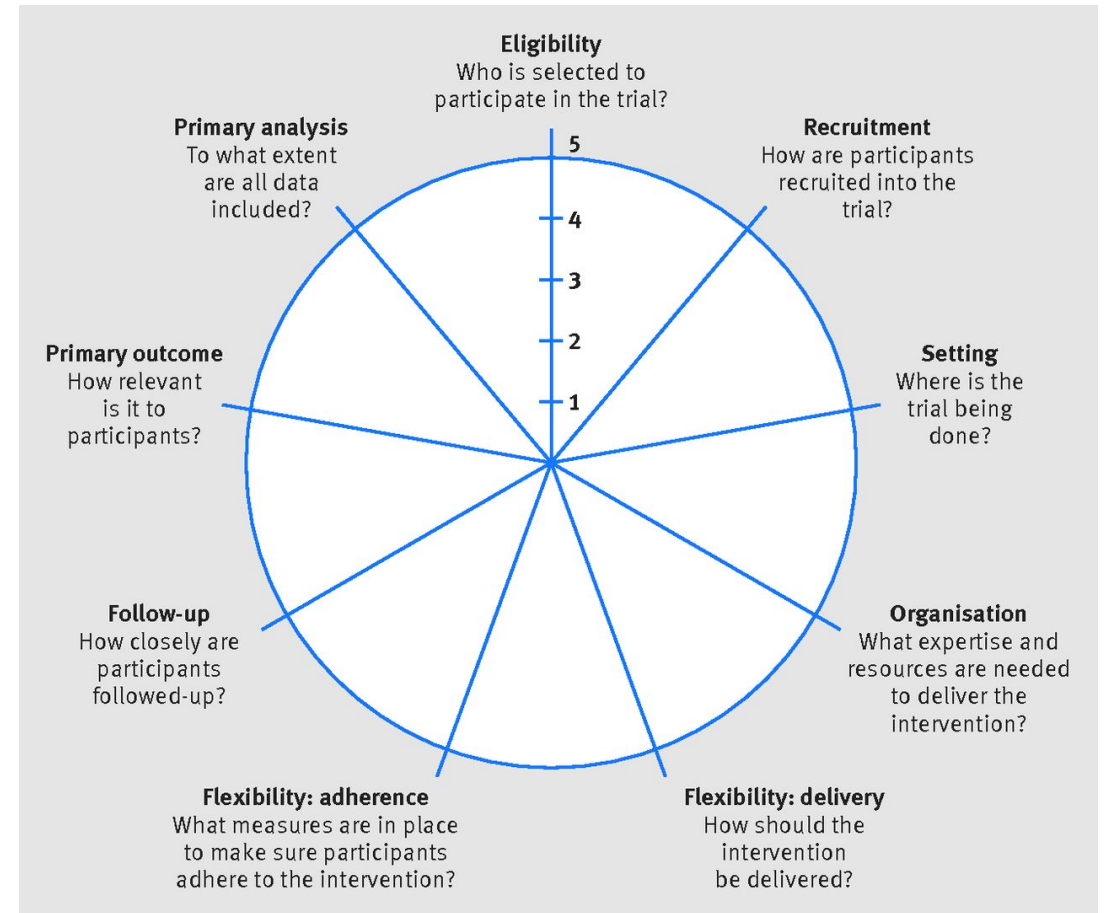 Eligibility
Who is selected to
participate in the trial?
Recruitment
How are participants
recruited into the
trial?
Setting
Where is the
trial being
done?
Organisation
What expertise and
resources are needed
to deliver the
intervention?
Flexibility: delivery
How should the
intervention
be delivered?
Flexibility: adherence
What measures are in place
to make sure participants
adhere to the intervention?
Follow-up
How closely are
participants
followed-up?
Primary outcome
How relevant
is it to
participants?
Primary analysis
To what extent
are all data
included?
5
4
3
2
1